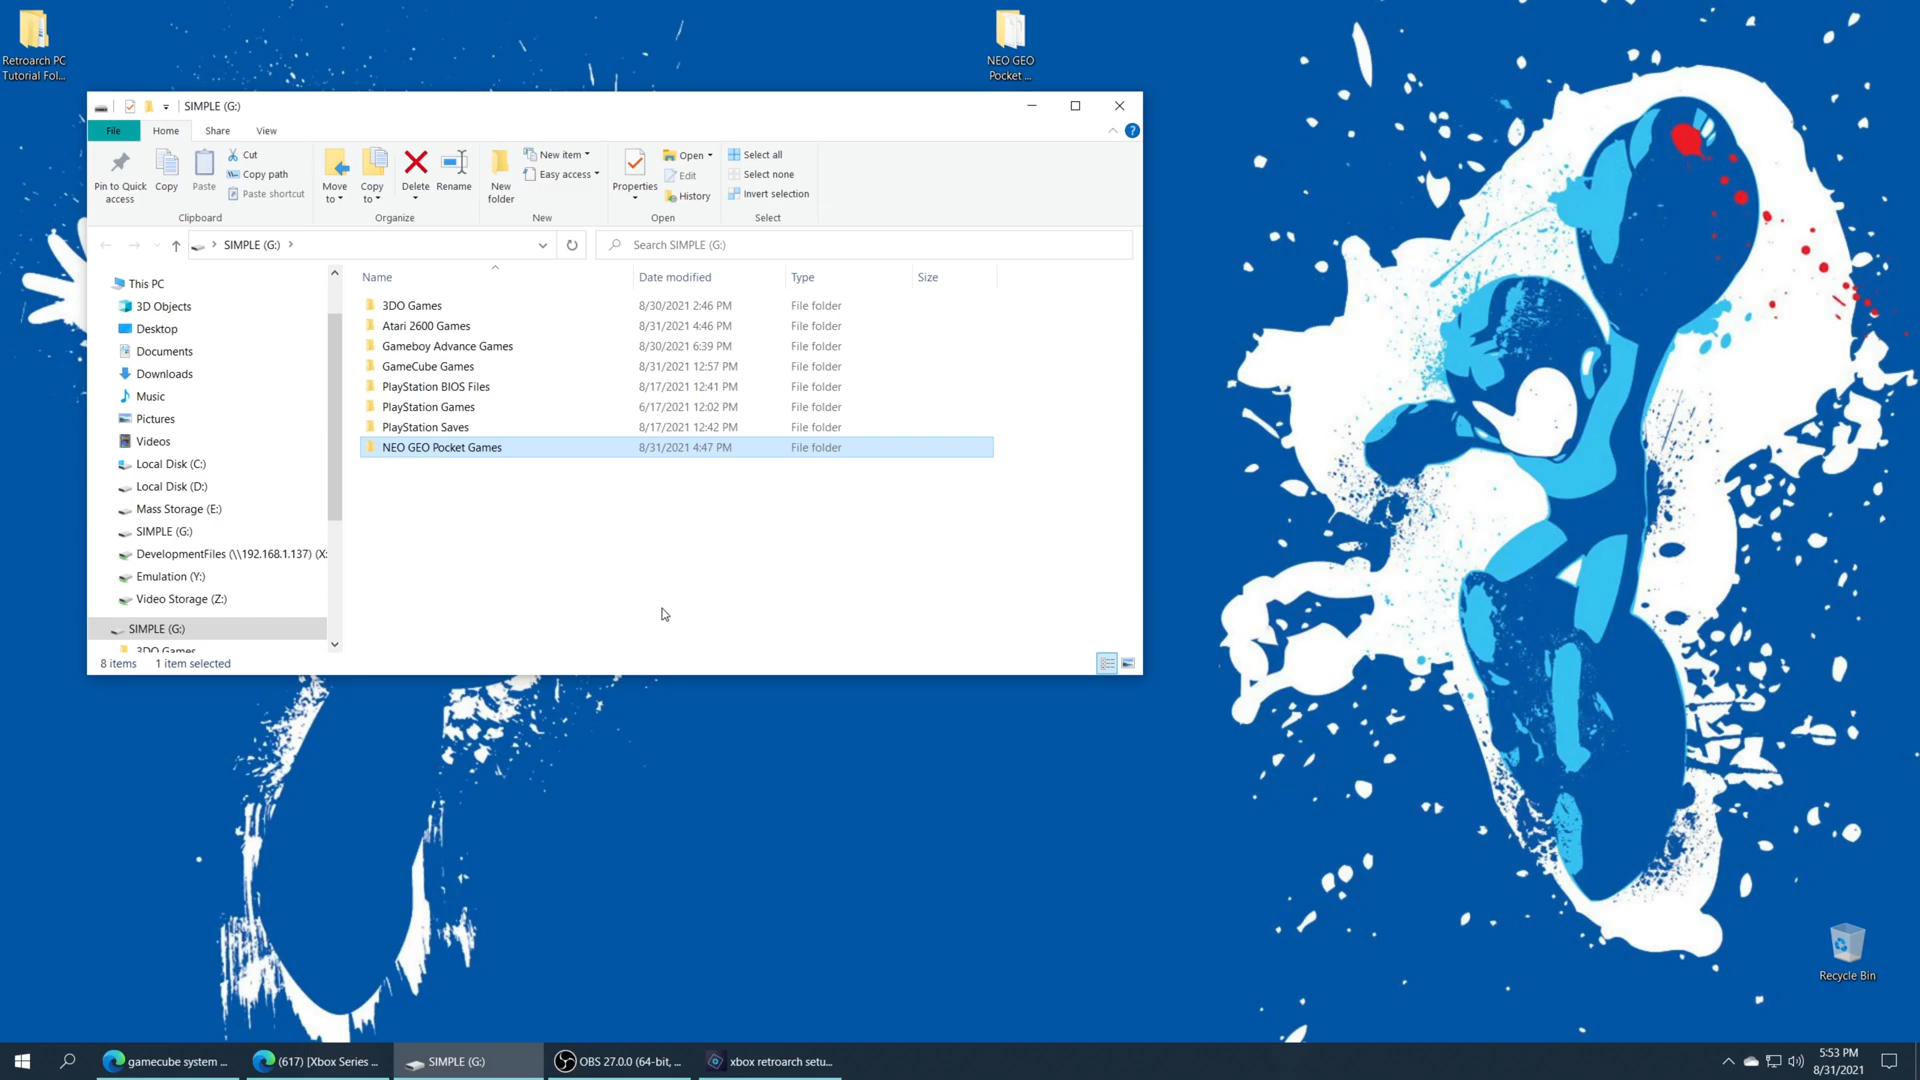 Retroarch PC
Tutorial Fol...
NEO GEO
Pocket ...
SIMPLE (G:)
File
Home
Share
View
Pin to Quick
access
Copy
Paste
Cut
Copy path
Paste shortcut
Clipboard
Move
to
Copy
to
Delete
Rename
Organize
New
folder
New item
Easy access
New
Properties
Open
Edit
History
Open
Select all
Select none
Invert selection
Select
SIMPLE (G:)
Search SIMPLE (G:)
This PC
3D Objects
Desktop
Documents
Downloads
Music
Pictures
Videos
Local Disk (C:)
Local Disk (D:)
Mass Storage (E:)
SIMPLE (G:)
DevelopmentFiles (\\192.168.1.137) (X:
Emulation (Y:)
Video Storage (Z:)
SIMPLE (G:)
3DO Games
Name Date modified Type Size
3DO Games 8/30/2021 2:46 PM File folder
Atari 2600 Games 8/31/2021 4:46 PM File folder
Gameboy Advance Games 8/30/2021 6:39 PM File folder
GameCube Games 8/31/2021 12:57 PM File folder
PlayStation BIOS Files 8/17/2021 12:41 PM File folder
PlayStation Games 6/17/2021 12:02 PM File folder
PlayStation Saves 8/17/2021 12:42 PM File folder
NEO GEO Pocket Games 8/31/2021 4:47 PM File folder
8 items 1 item selected
Recycle Bin
gamecube system ...
(617) [Xbox Series ...
SIMPLE (G:)
OBS 27.0.0 (64-bit, ...
xbox retroarch setu...
5:53 PM
8/31/2021